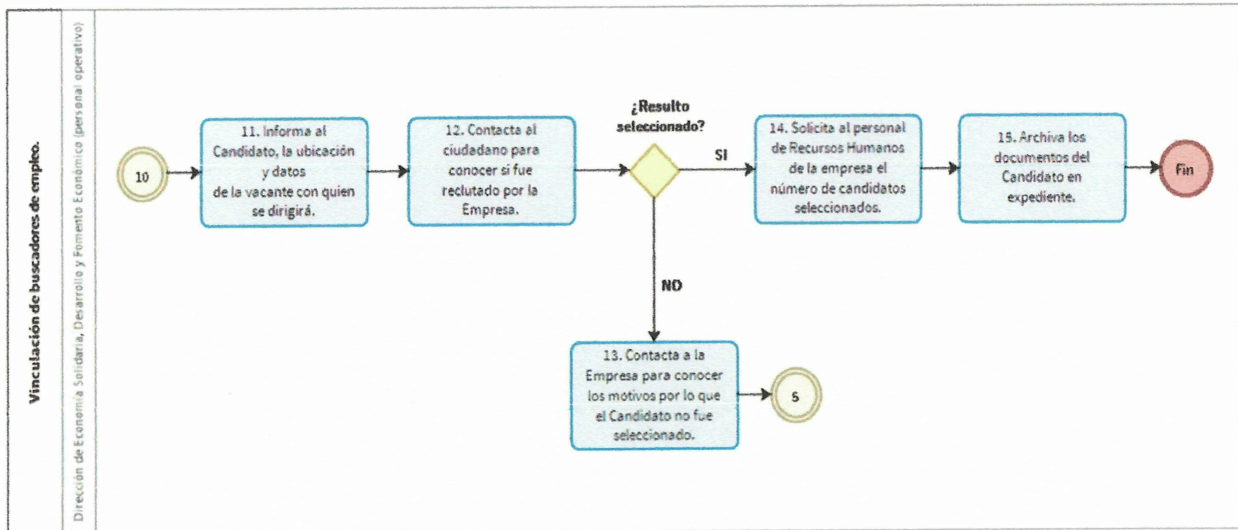 Vinculación de buscadores de empleo.
Dirección de Economía Solidaria, Desarrollo y Fomento Económico (personal operativo)
10
11. Informa al
Candidato, la ubicación
y datos
de la vacante con quien
se dirigirá.
12. Contacta al
ciudadano para
conocer si fue
reclutado por la
Empresa.
¿Resulto
seleccionado?
SI
14. Solicita al personal
de Recursos Humanos
de la empresa el
número de candidatos
seleccionados.
15. Archiva los
documentos del
Candidato en
expediente.
Fin
NO
13. Contacta a la
Empresa para conocer
los motivos por lo que
el Candidato no fue
seleccionado.
5